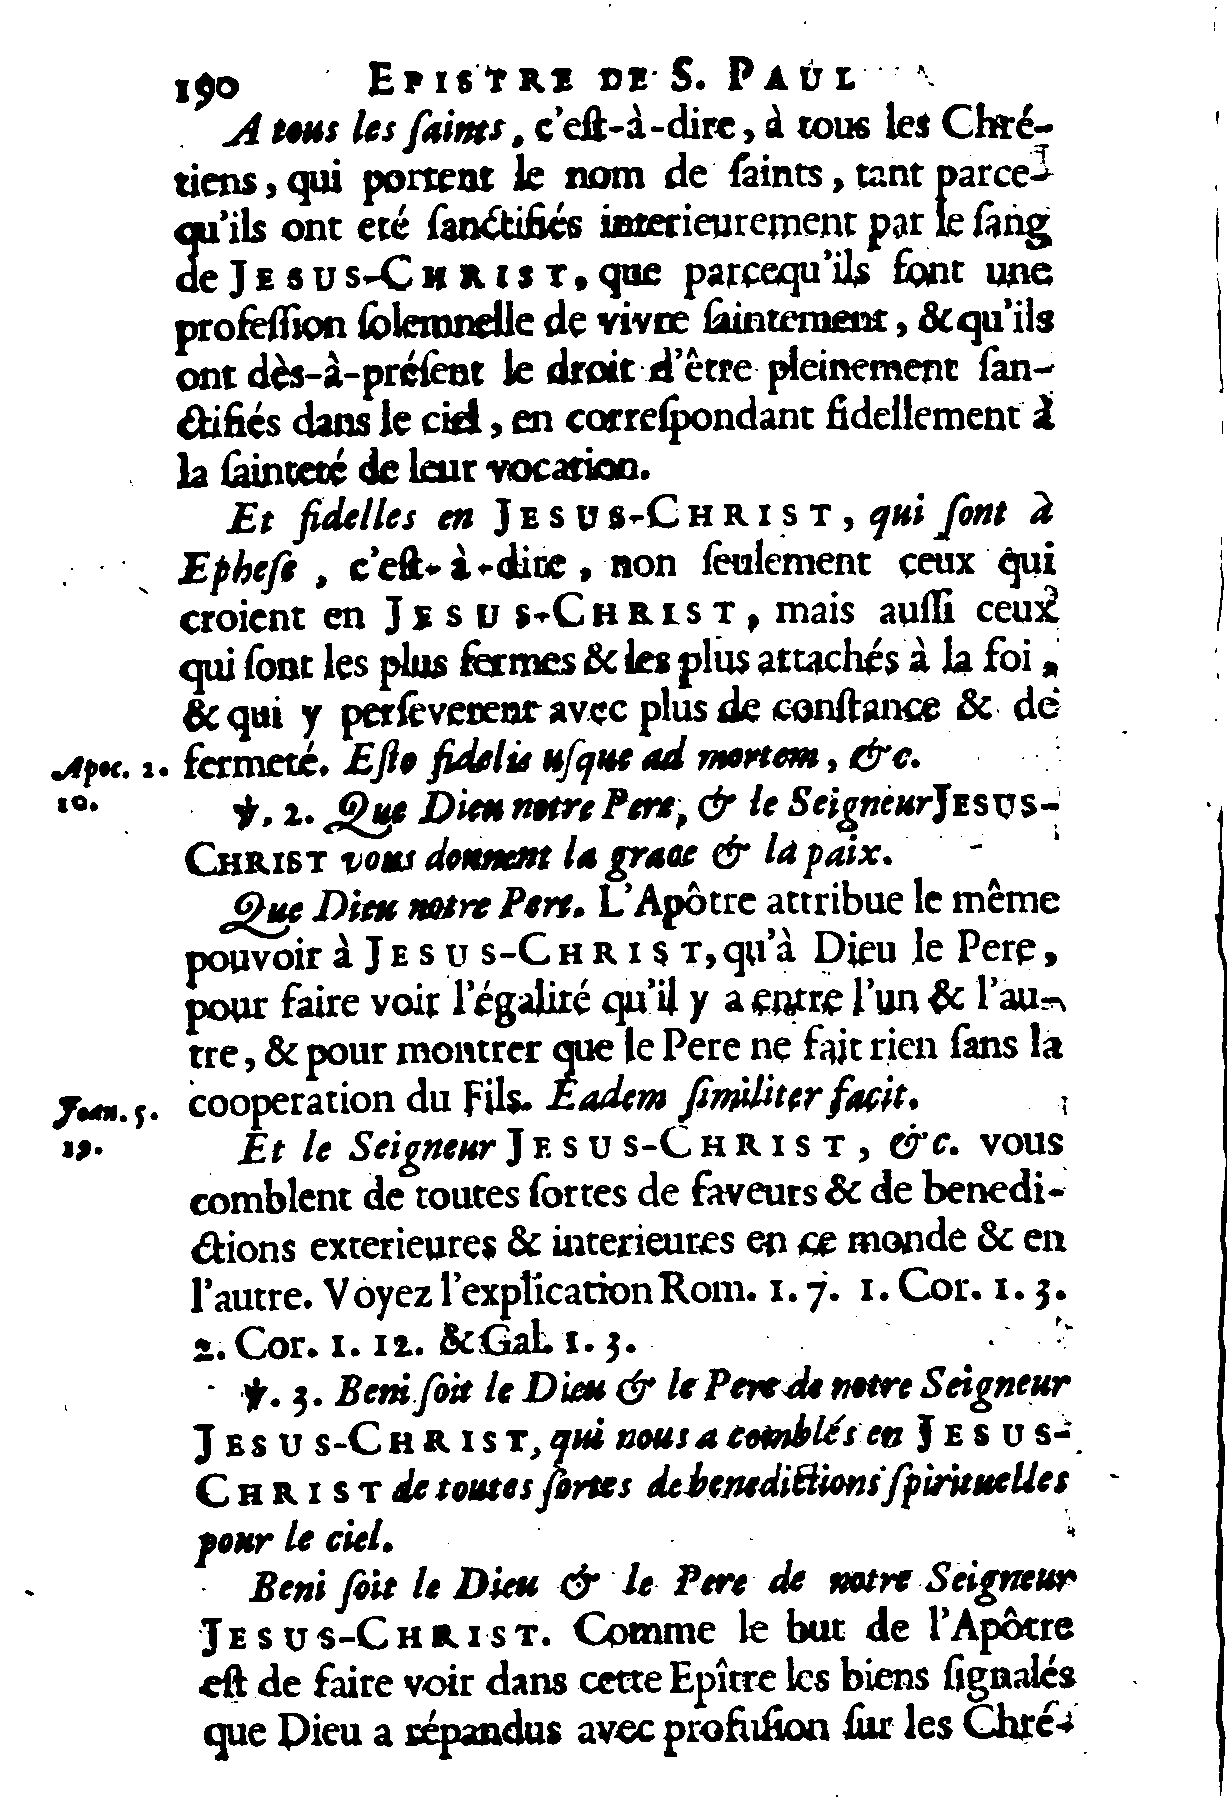 190 EPISTRE DE S. PAUL
A tous les ſaints, c'eſt-à-dire, à tous les Chré-
tiens, qui portent le nom de ſaints, tant parce-
qu'ils ont eté ſanctifiés interieurement par le ſang
de JESUS-CHRIST, que parcequ'ils font une
profeſſion ſolemnelle de vivre ſaintement, & qu'ils
ont dès-à-préſent le droit d'être pleinement ſan-
ctifiés dans le ciel, en correſpondant fidellement à
la ſainteté de leur vocation.
Et fidelles en JESUS-CHRIST, qui ſont à
Epheſe, c'eſt-à-dire, non ſeulement ceux qui
croient en JESUS-CHRIST, mais auſſi ceux
qui ſont les plus fermes & les plus attachés à la foi,
& qui y perſeverent avec plus de conſtance & de
Apoc. 2. fermeté. Eſto fidelis uſque ad mortem, &c.
10. ℣. 2. Que Dieu notre Pere, & le Seigneur JESUS-
CHRIST vous donnent la grace & la paix.
Que Dieu notre Pere. L'Apôtre attribue le même
pouvoir à JESUS-CHRIST, qu'à Dieu le Pere,
pour faire voir l'égalité qu'il y a entre l'un & l'au-
tre, & pour montrer que le Pere ne fait rien ſans la
Joan. 5. cooperation du Fils. Eadem ſimiliter facit.
19. Et le Seigneur JESUS-CHRIST, &c. vous
comblent de toutes ſortes de faveurs & de benedi-
ctions exterieures & interieures en ce monde & en
l'autre. Voyez l'explication Rom. 1. 7. 1. Cor. 1. 3.
2. Cor. 1. 12. & Gal. 1. 3.
℣. 3. Beni ſoit le Dieu & le Pere de notre Seigneur
JESUS-CHRIST, qui nous a comblés en JESUS-
CHRIST de toutes ſortes de benedictions ſpirituelles
pour le ciel.
Beni ſoit le Dieu & le Pere de notre Seigneur
JESUS-CHRIST. Comme le but de l'Apôtre
eſt de faire voir dans cette Epître les biens ſignalés
que Dieu a répandus avec profuſion ſur les Chré-